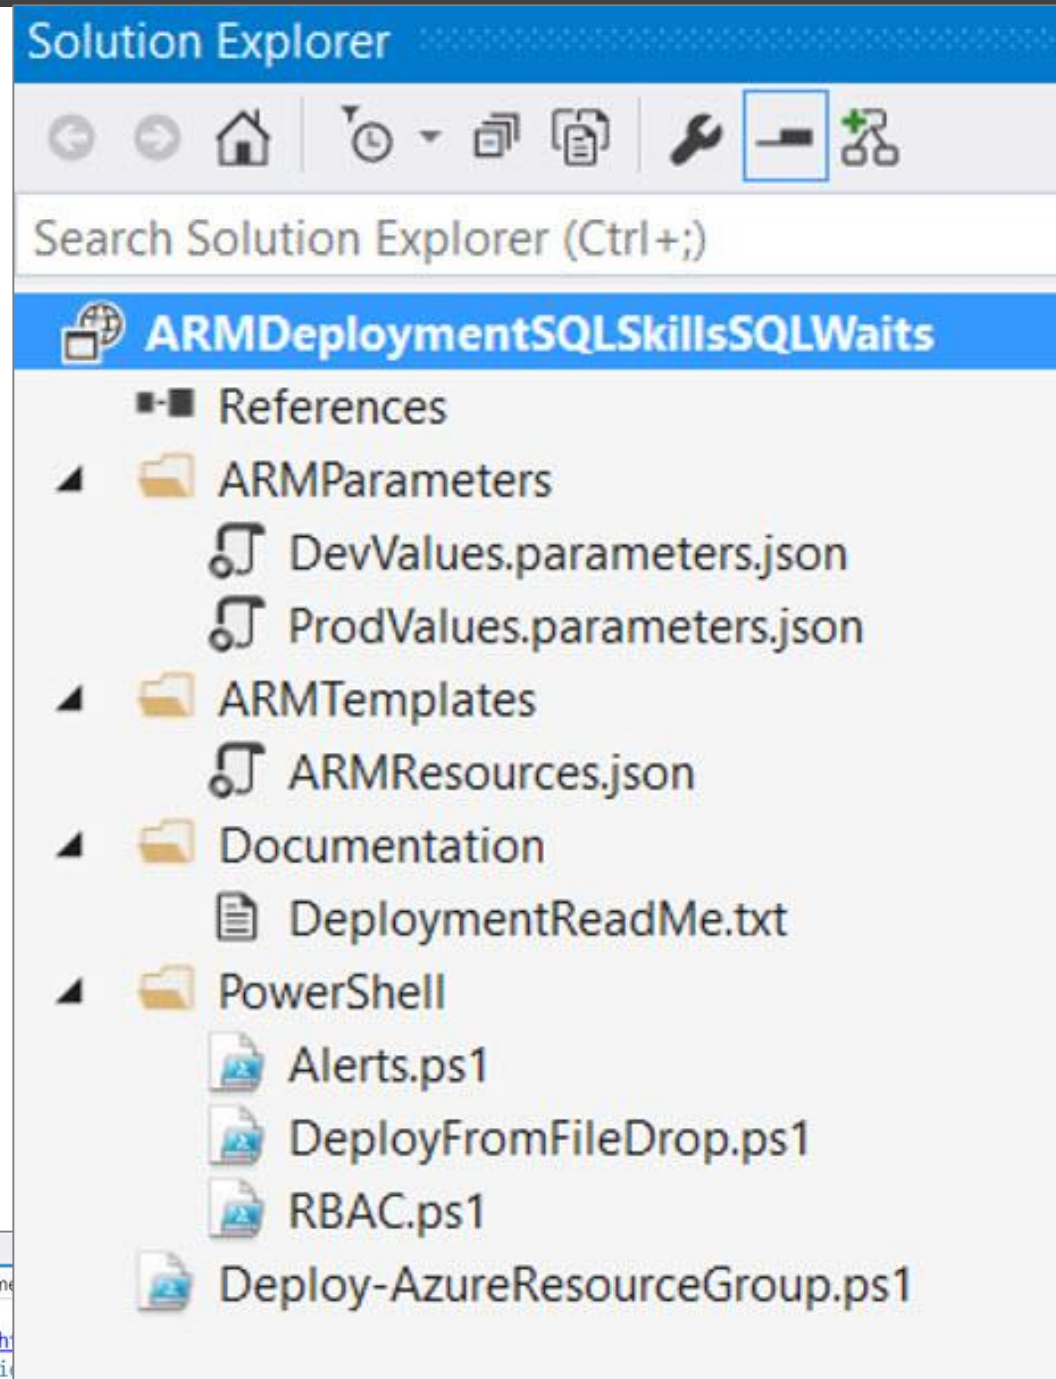 Solution Explorer
Search Solution Explorer (Ctrl+;)
ARMDeploymentSQLSkillsSQLWaits
References
ARMParameters
DevValues.parameters.json
ProdValues.parameters.json
ARMTemplates
ARMResources.json
Documentation
DeploymentReadMe.txt
PowerShell
Alerts.ps1
DeployFromFileDrop.ps1
RBAC.ps1
Deploy-AzureResourceGroup.ps1